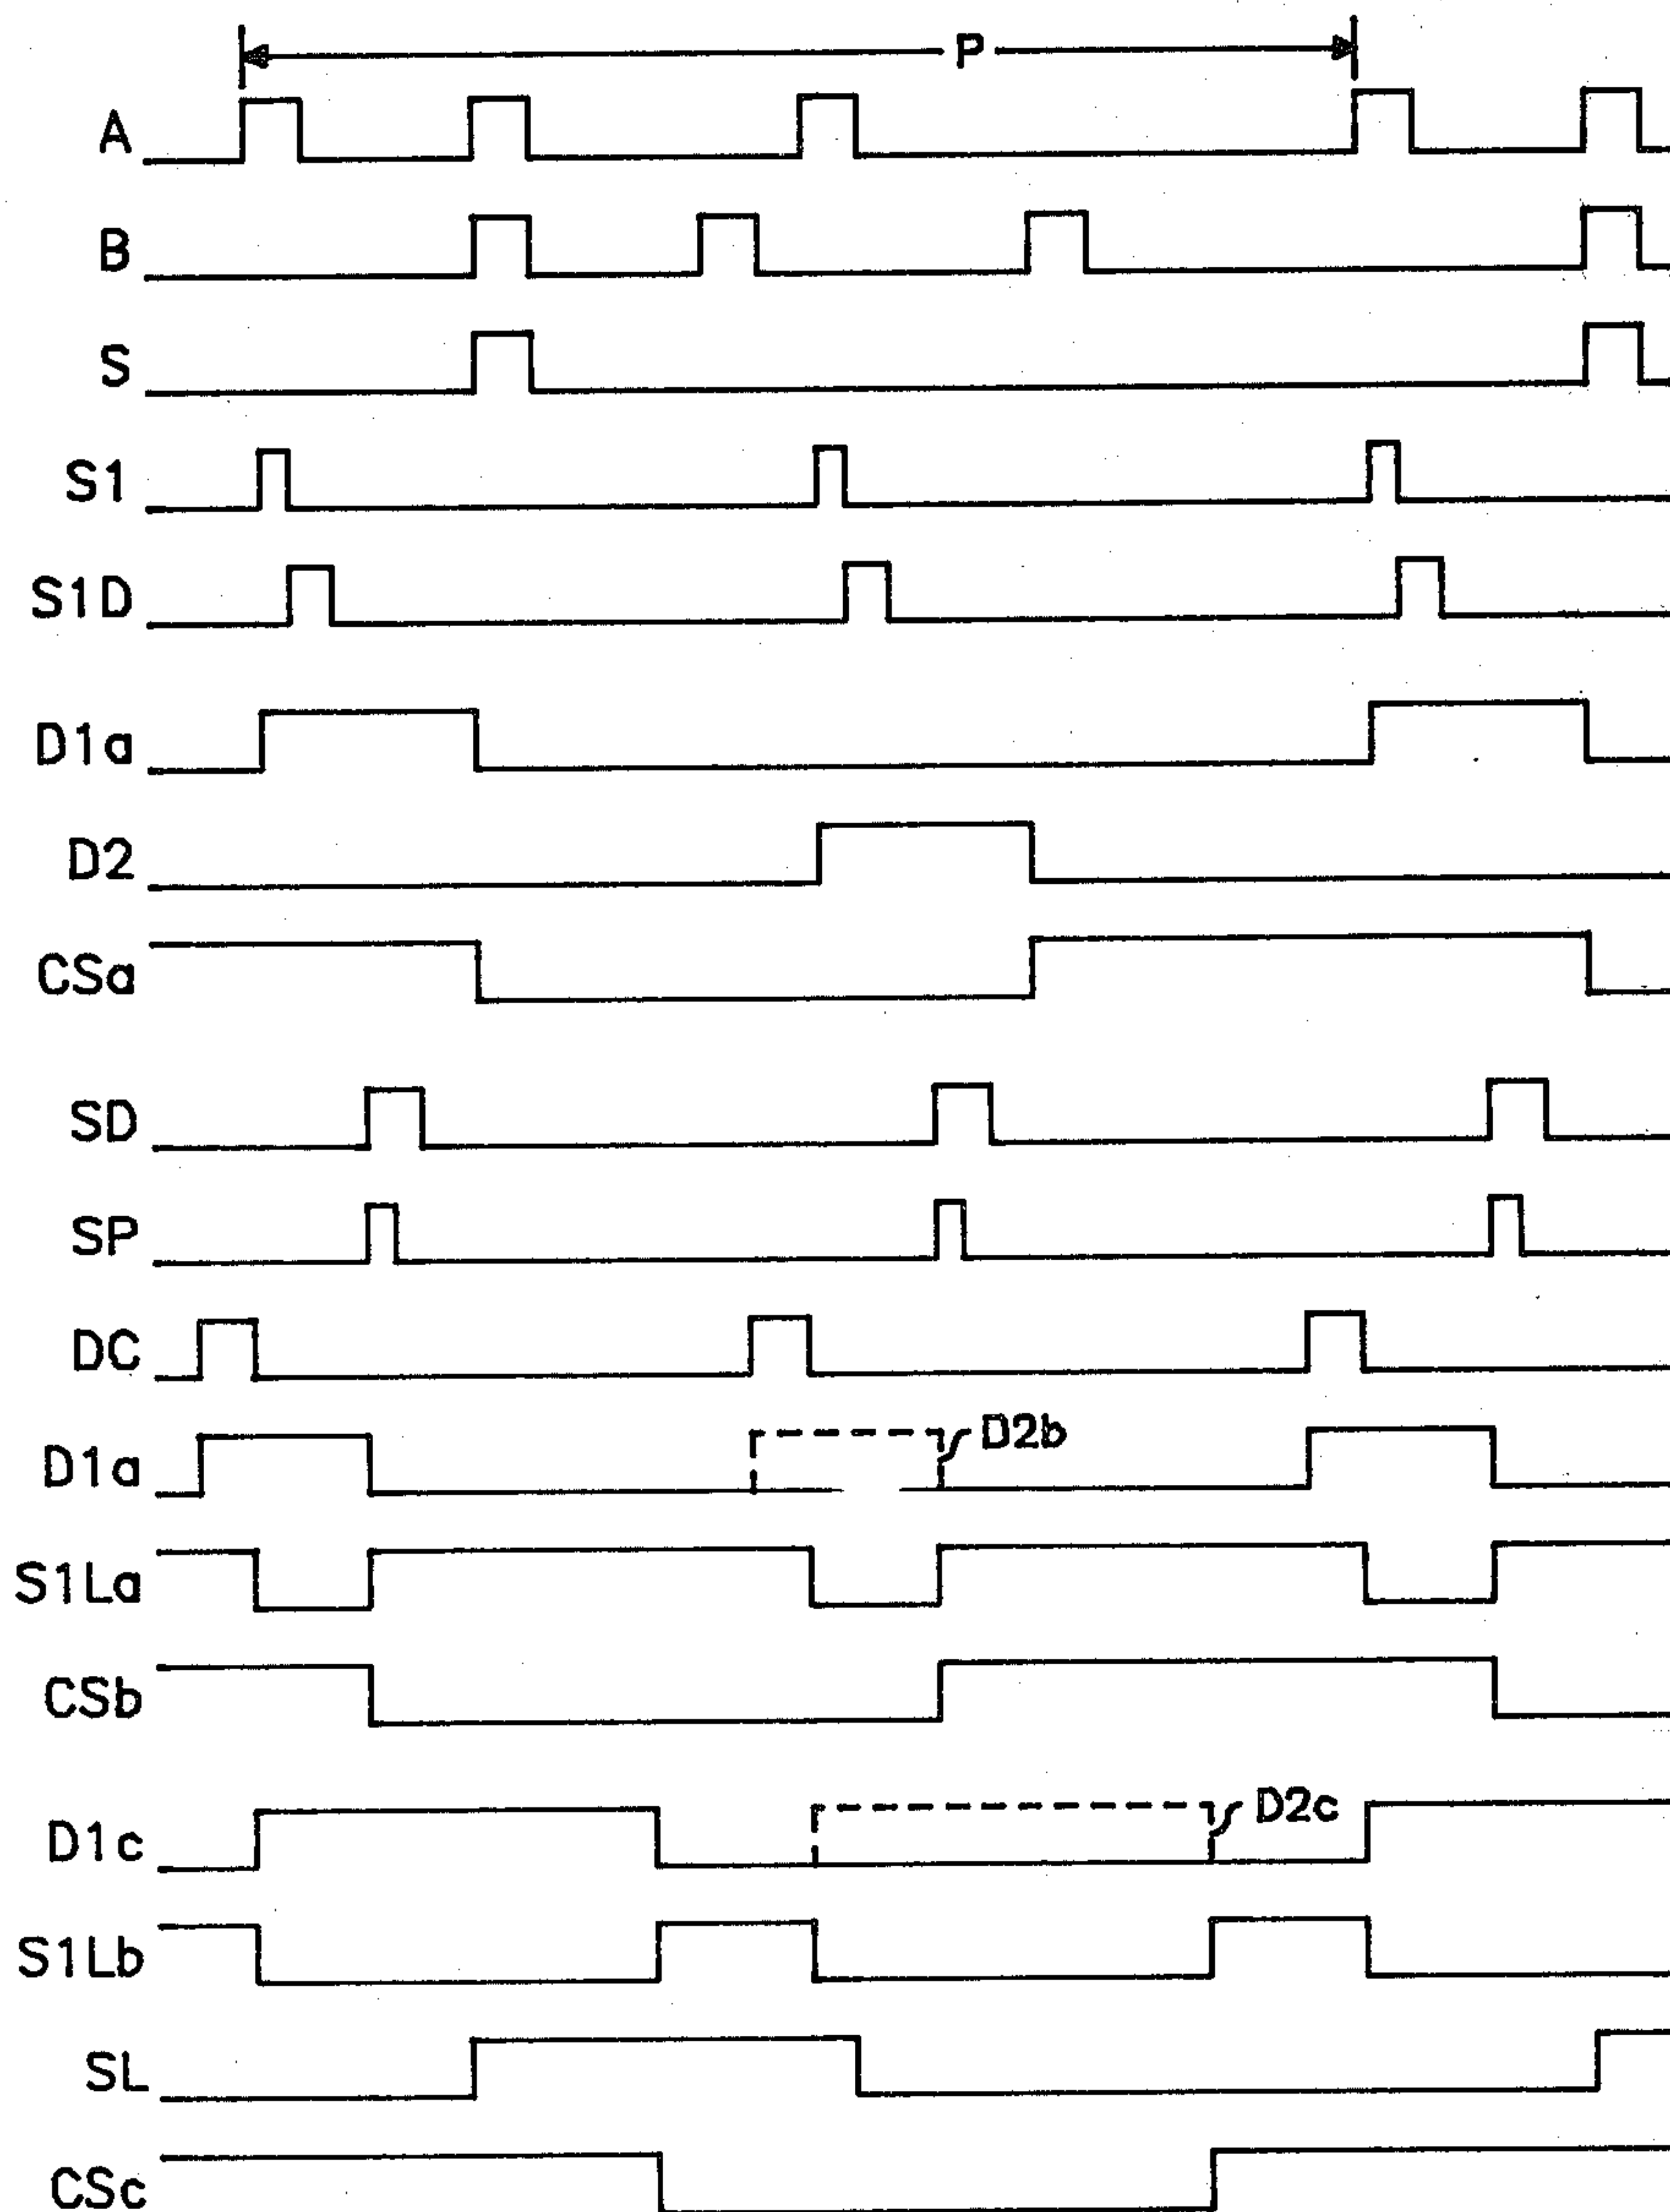 P
A
B
S
S1
S1D
D1a
D2
CSa
SD
SP
DC
D1a D2b
S1La
CSb
D1c D2c
S1Lb
SL
CSc